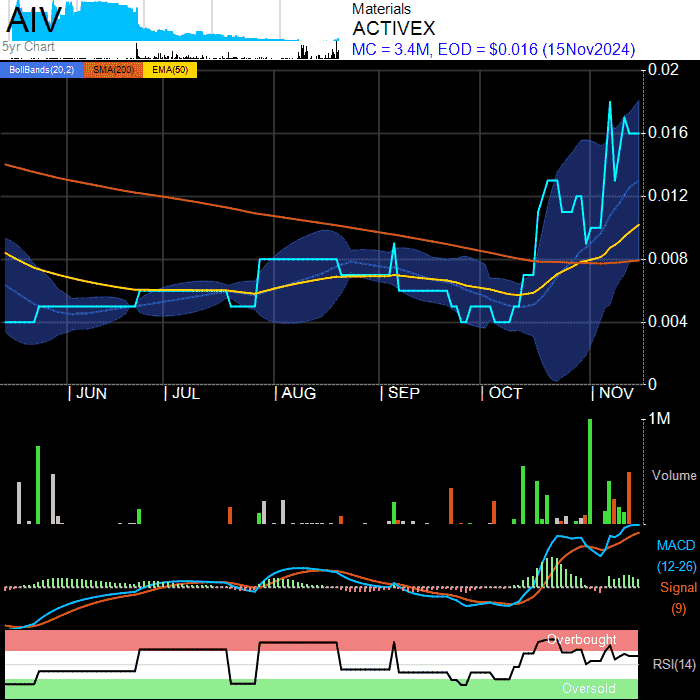 AIV
5yr Chart
Materials
ACTIVEX
MC = 3.4M, EOD = $0.016 (15Nov2024)
BollBands(20,2) SMA(200) EMA(50)
0.02
0.016
0.012
0.008
0.004
0
JUN JUL AUG SEP OCT NOV
1M
Volume
MACD
(12-26)
Signal
(9)
Overbought
RSI(14)
Oversold